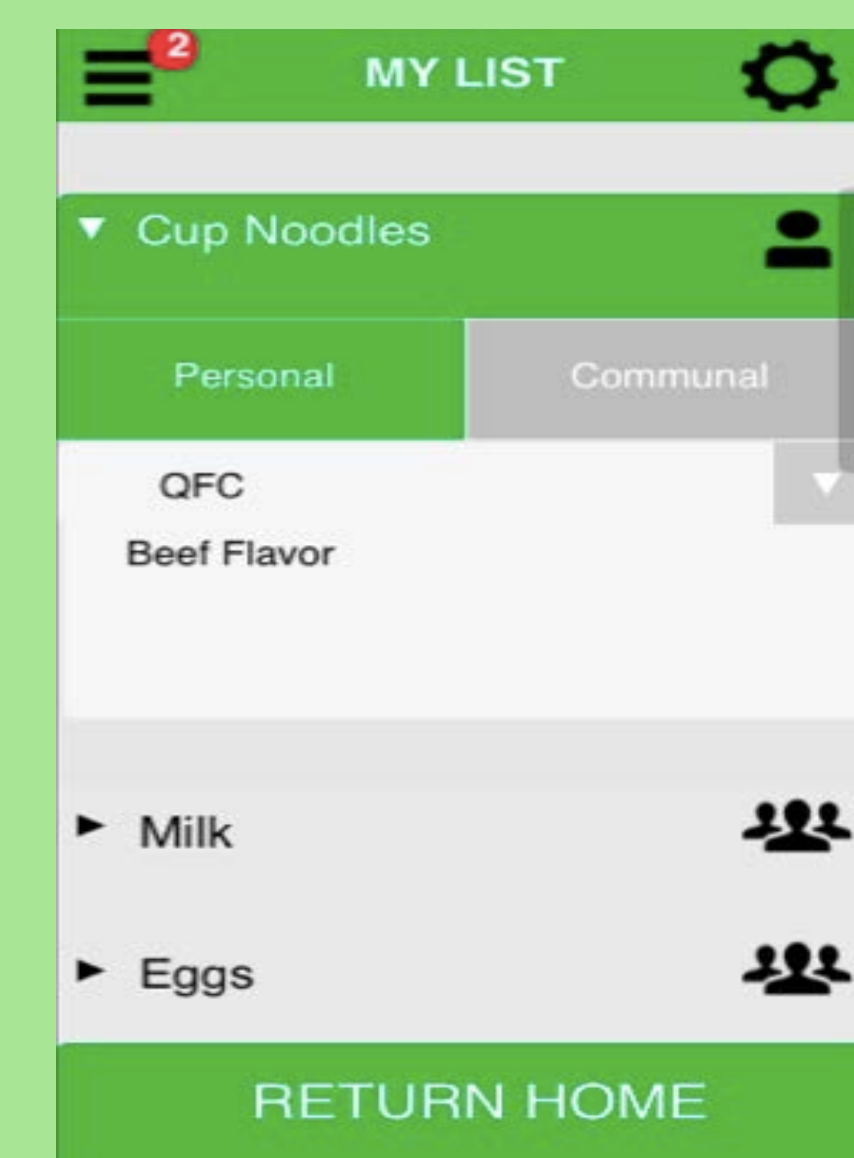 2
MY LIST
Cup Noodles
Personal
Communal
QFC
Beef Flavor
Milk
Eggs
RETURN HOME